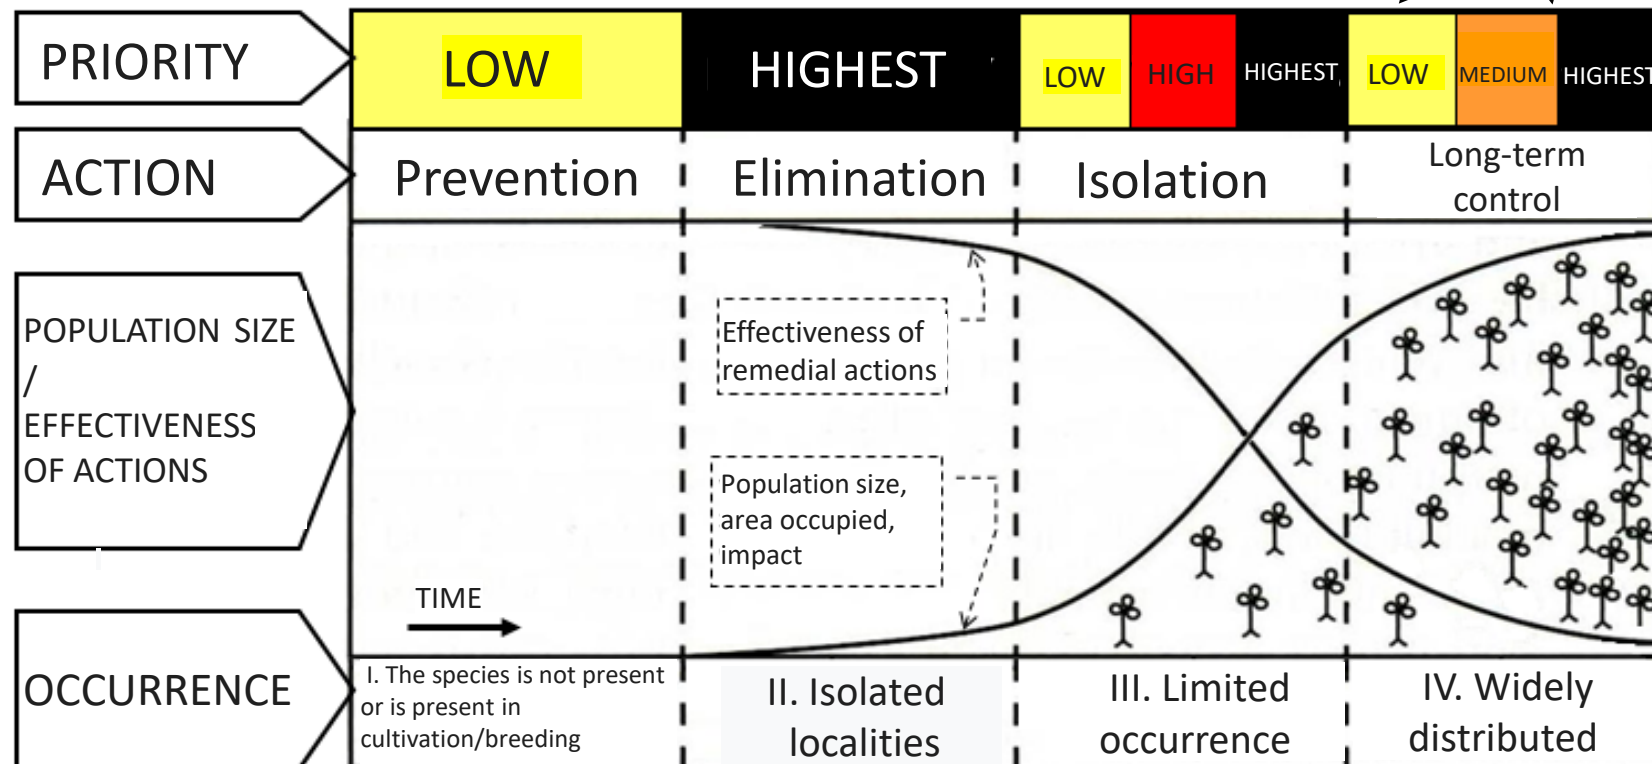 PRIORITY
LOW
HIGHEST
LOW
HIGH
HIGHEST
LOW
MEDIUM
HIGHEST
ACTION
Prevention
Elimination
Isolation
Long-term
control
POPULATION SIZE
/
EFFECTIVENESS
OF ACTIONS
Effectiveness of
remedial actions
Population size,
area occupied,
impact
TIME
OCCURRENCE
I. The species is not present
or is present in
cultivation/breeding
II. Isolated
localities
III. Limited
occurrence
IV. Widely
distributed